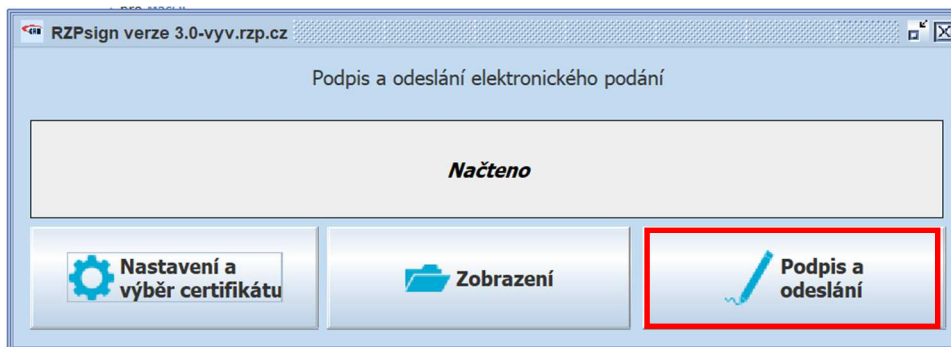 RZPsign verze 3.0-vyv.rzp.cz
Podpis a odeslání elektronického podání
Načteno
Nastavení a
výběr certifikátu
Zobrazení
Podpis a
odeslání